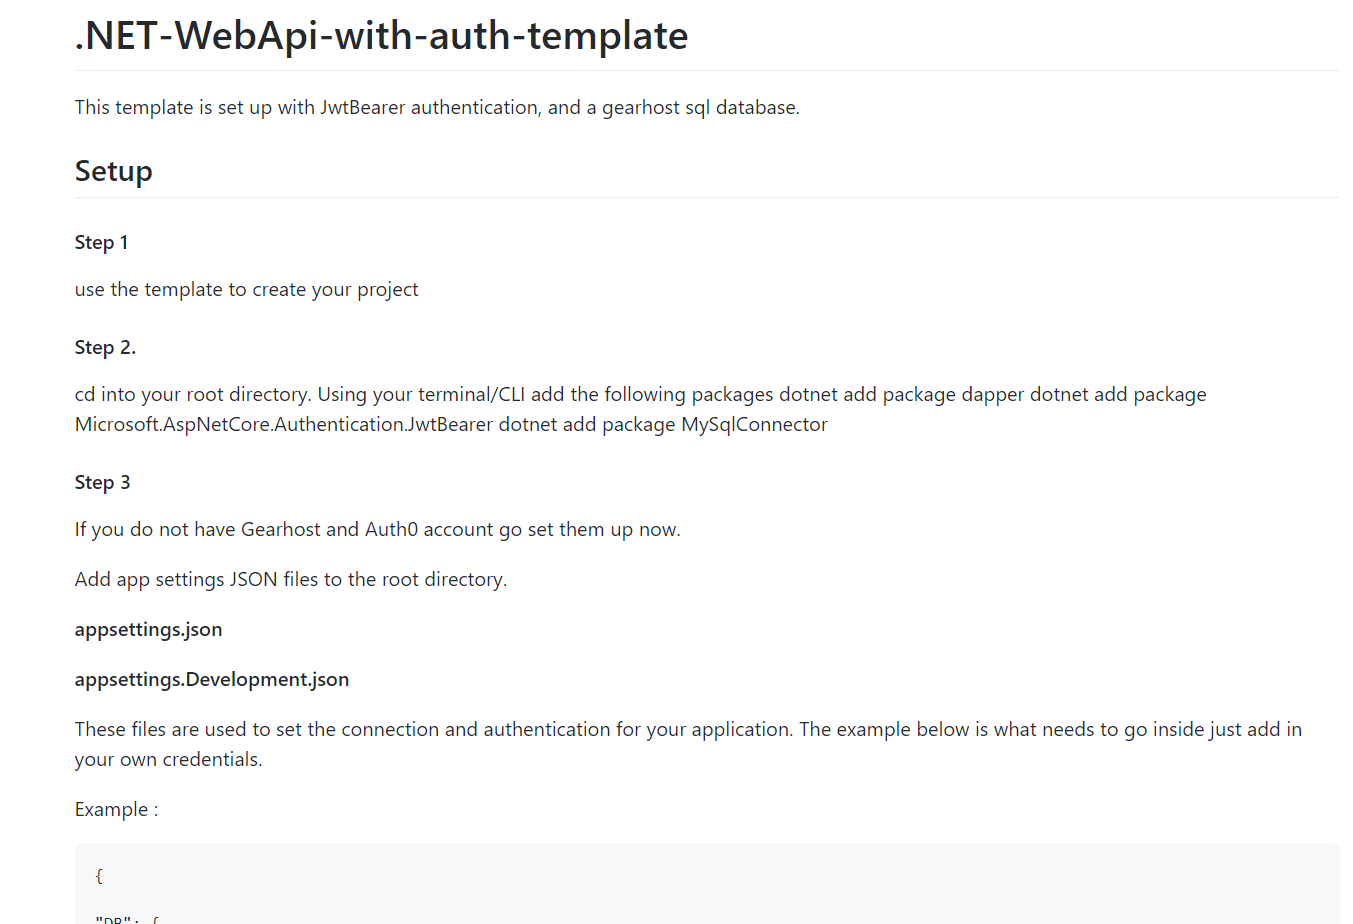 .NET-WebApi-with-auth-template
This template is set up with JwtBearer authentication, and a gearhost sql database.
Setup
Step 1
use the template to create your project
Step 2.
cd into your root directory. Using your terminal/CLI add the following packages dotnet add package dapper dotnet add package
Microsoft.AspNetCore.Authentication.JwtBearer dotnet add package MySqlConnector
Step 3
If you do not have Gearhost and Auth0 account go set them up now.
Add app settings JSON files to the root directory.
appsettings.json
appsettings.Development.json
These files are used to set the connection and authentication for your application. The example below is what needs to go inside just add in
your own credentials.
Example :
{
"DB": {